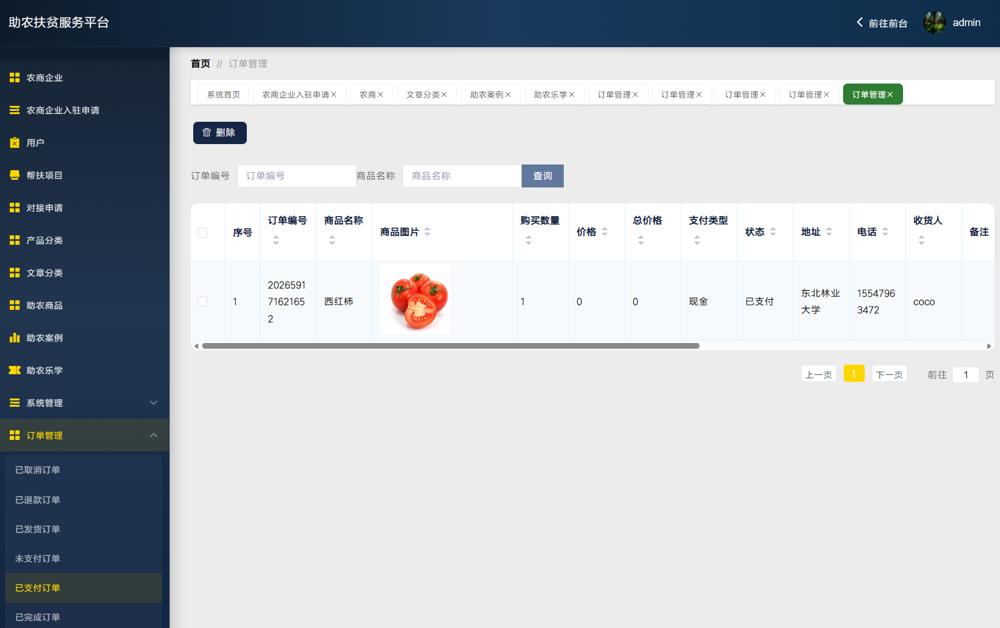 助农扶贫服务平台
前往前台
admin
农商企业
农商企业入驻申请
用户
帮扶项目
对接申请
产品分类
文章分类
助农商品
助农案例
助农乐学
系统管理
订单管理
已取消订单
已退款订单
已发货订单
未支付订单
已支付订单
已完成订单
首页 // 订单管理
系统首页 农商企业入驻申请× 农商× 文章分类× 助农案例× 助农乐学× 订单管理× 订单管理× 订单管理× 订单管理× 订单管理×
删除
订单编号 订单编号 商品名称 商品名称 查询
序号 订单编号 商品名称 商品图片 购买数量 价格 总价格 支付类型 状态 地址 电话 收货人 备注
1
2026591
7162165
2
西红柿
1
0
0
现金
已支付
东北林业
大学
1554796
3472
coco
上一页 1 下一页 前往 1 页